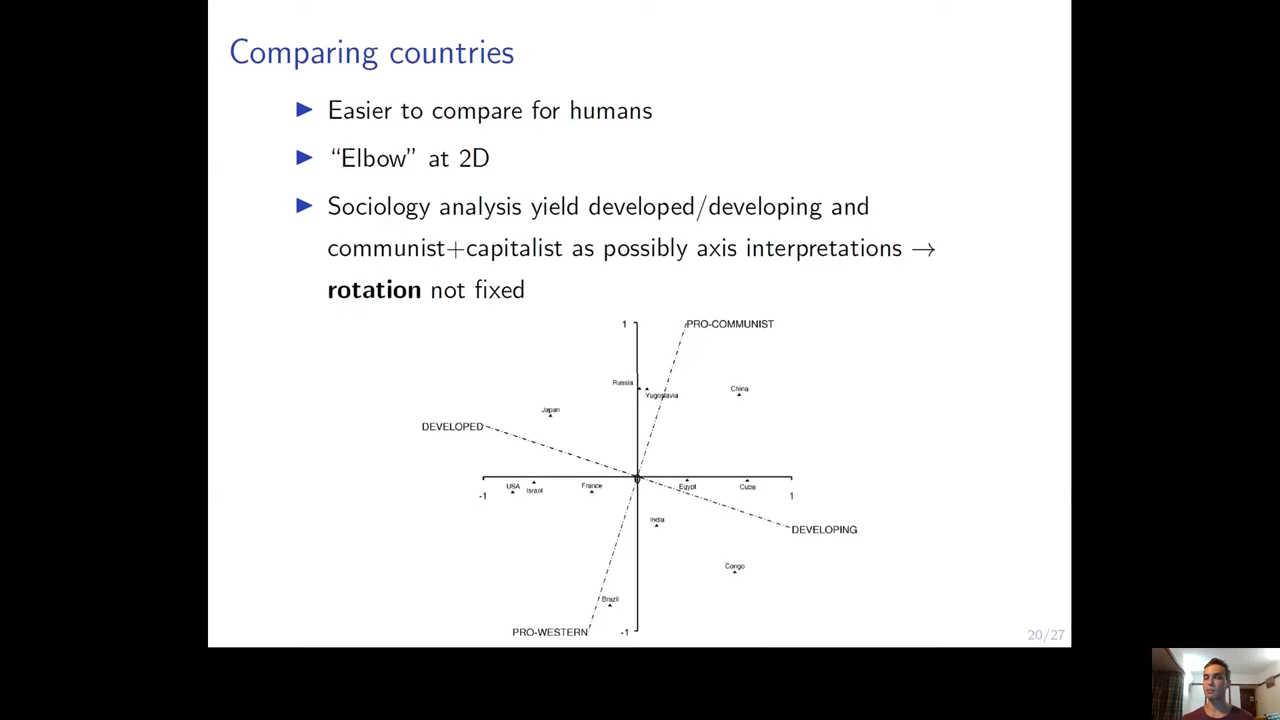 Comparing countries
▶ Easier to compare for humans
▶ “Elbow” at 2D
▶ Sociology analysis yield developed/developing and
communist+capitalist as possibly axis interpretations →
rotation not fixed
1
PRO-COMMUNIST
Russia
Yugoslavia
China
Japan
DEVELOPED
USA
Israel
France
0
Egypt
Cuba
-1
1
India
DEVELOPING
Congo
Brazil
PRO-WESTERN
-1
20/27